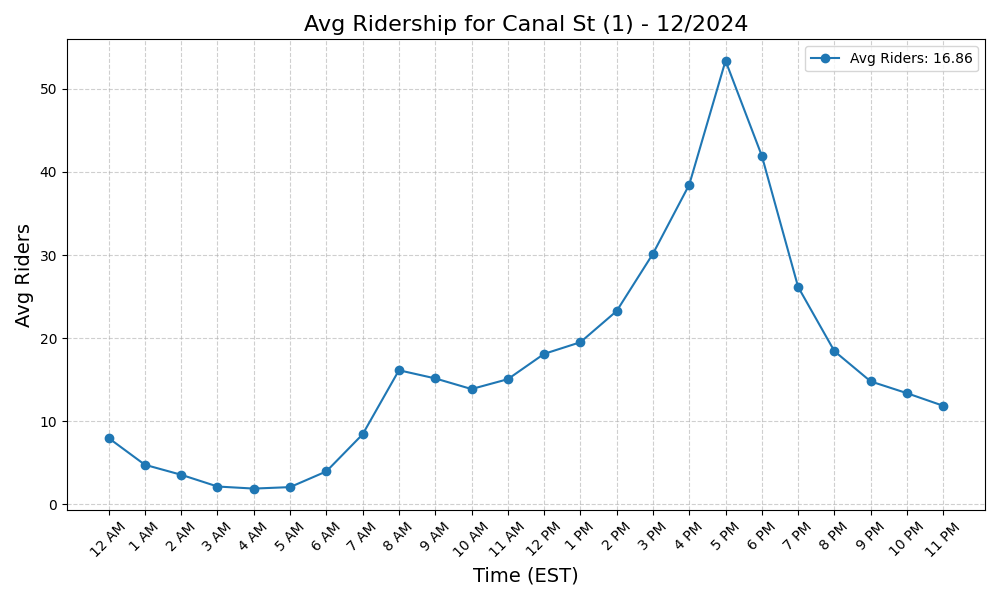 Avg Ridership for Canal St (1) - 12/2024
Avg Riders: 16.86
Avg Riders
50
40
30
20
10
0
12 AM
1 AM
2 AM
3 AM
4 AM
5 AM
6 AM
7 AM
8 AM
9 AM
10 AM
11 AM
12 PM
1 PM
2 PM
3 PM
4 PM
5 PM
6 PM
7 PM
8 PM
9 PM
10 PM
11 PM
Time (EST)